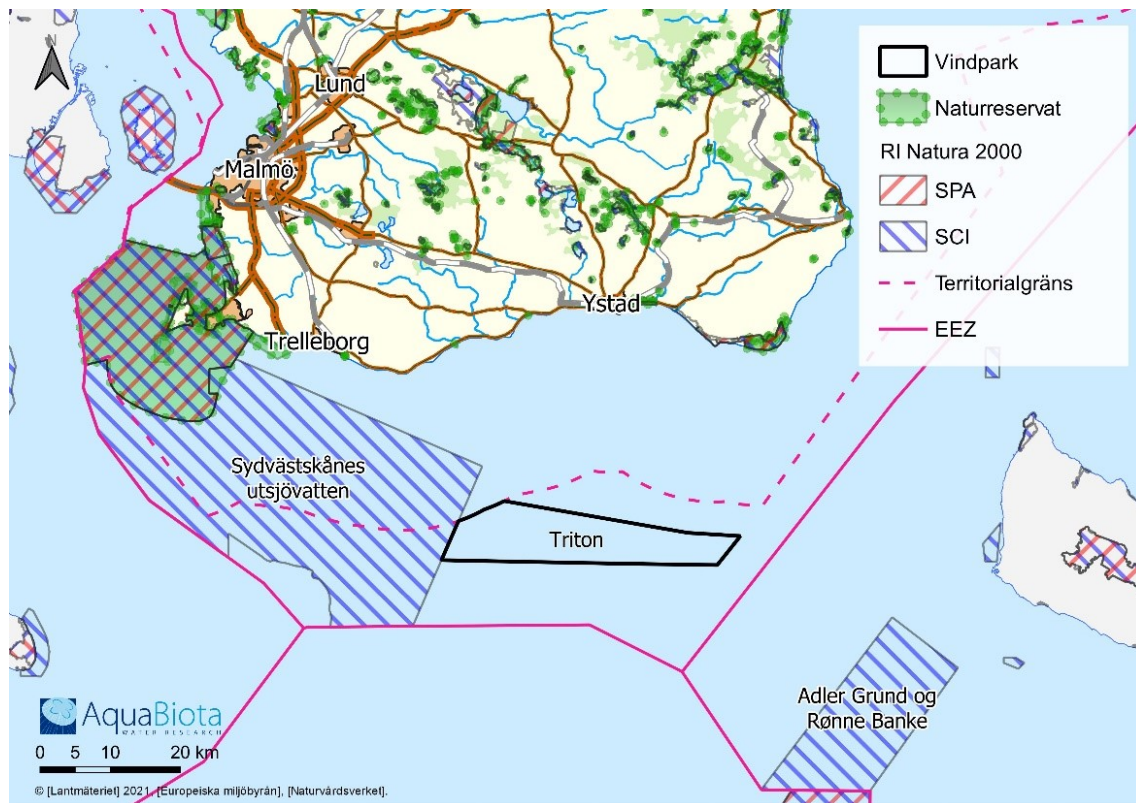 N
Lund
Malmö
Ystad
Trelleborg
Sydvästskånes
utsjövatten
Triton
Adler Grund og
Rønne Banke
Vindpark
Naturreservat
RI Natura 2000
SPA
SCI
Territorialgräns
EEZ
AquaBiota
WATER RESEARCH
0 5 10 20 km
© [Lantmäteriet] 2021, [Europeiska miljöbyrån], [Naturvårdsverket].